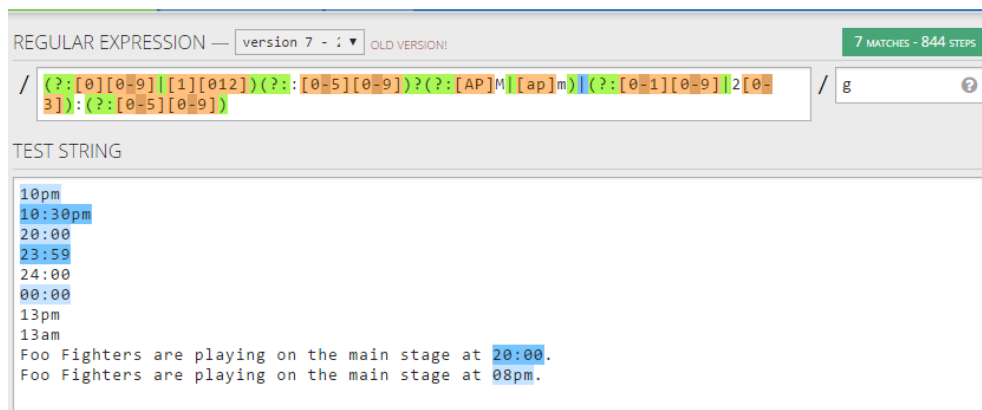 REGULAR EXPRESSION — version 7 - 2 ▼ OLD VERSION! 7 MATCHES - 844 STEPS
/ (?:[0][0-9]|[1][012])(?::[0-5][0-9])?(?:[AP]M|[ap]m)|(?:[0-1][0-9]|2[0- / g ?
3]):(?:[0-5][0-9])
TEST STRING
10pm
10:30pm
20:00
23:59
24:00
00:00
13pm
13am
Foo Fighters are playing on the main stage at 20:00.
Foo Fighters are playing on the main stage at 08pm.